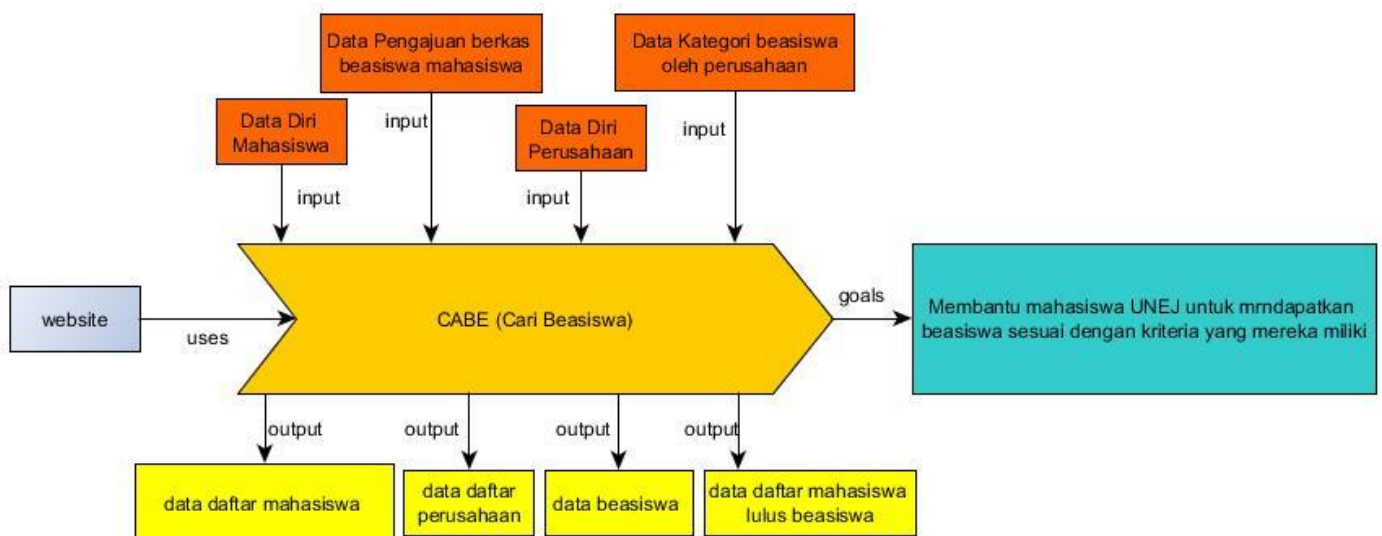 Data Pengajuan berkas
beasiswa mahasiswa
Data Kategori beasiswa
oleh perusahaan
Data Diri
Mahasiswa
input
Data Diri
Perusahaan
input
input
input
website
uses
CABE (Cari Beasiswa)
goals
Membantu mahasiswa UNEJ untuk mrndapatkan
beasiswa sesuai dengan kriteria yang mereka miliki
output
output
output
output
data daftar mahasiswa
data daftar
perusahaan
data beasiswa
data daftar mahasiswa
lulus beasiswa